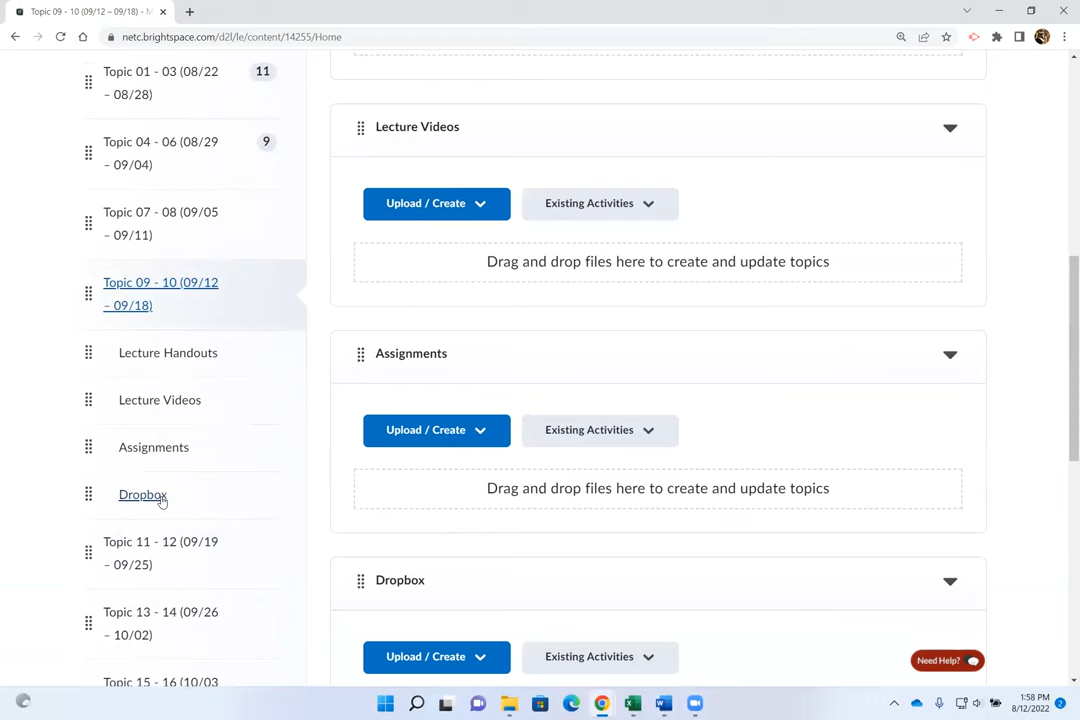 Topic 09 - 10 (09/12 – 09/18) - M
netc.brightspace.com/d2l/le/content/14255/Home
Topic 01 - 03 (08/22
– 08/28)
11
Topic 04 - 06 (08/29
– 09/04)
9
Topic 07 - 08 (09/05
– 09/11)
Topic 09 - 10 (09/12
– 09/18)
Lecture Handouts
Lecture Videos
Assignments
Dropbox
Topic 11 - 12 (09/19
– 09/25)
Topic 13 - 14 (09/26
– 10/02)
Topic 15 - 16 (10/03
Lecture Videos
Upload / Create
Existing Activities
Drag and drop files here to create and update topics
Assignments
Upload / Create
Existing Activities
Drag and drop files here to create and update topics
Dropbox
Upload / Create
Existing Activities
Need Help?
1:58 PM
8/12/2022
2